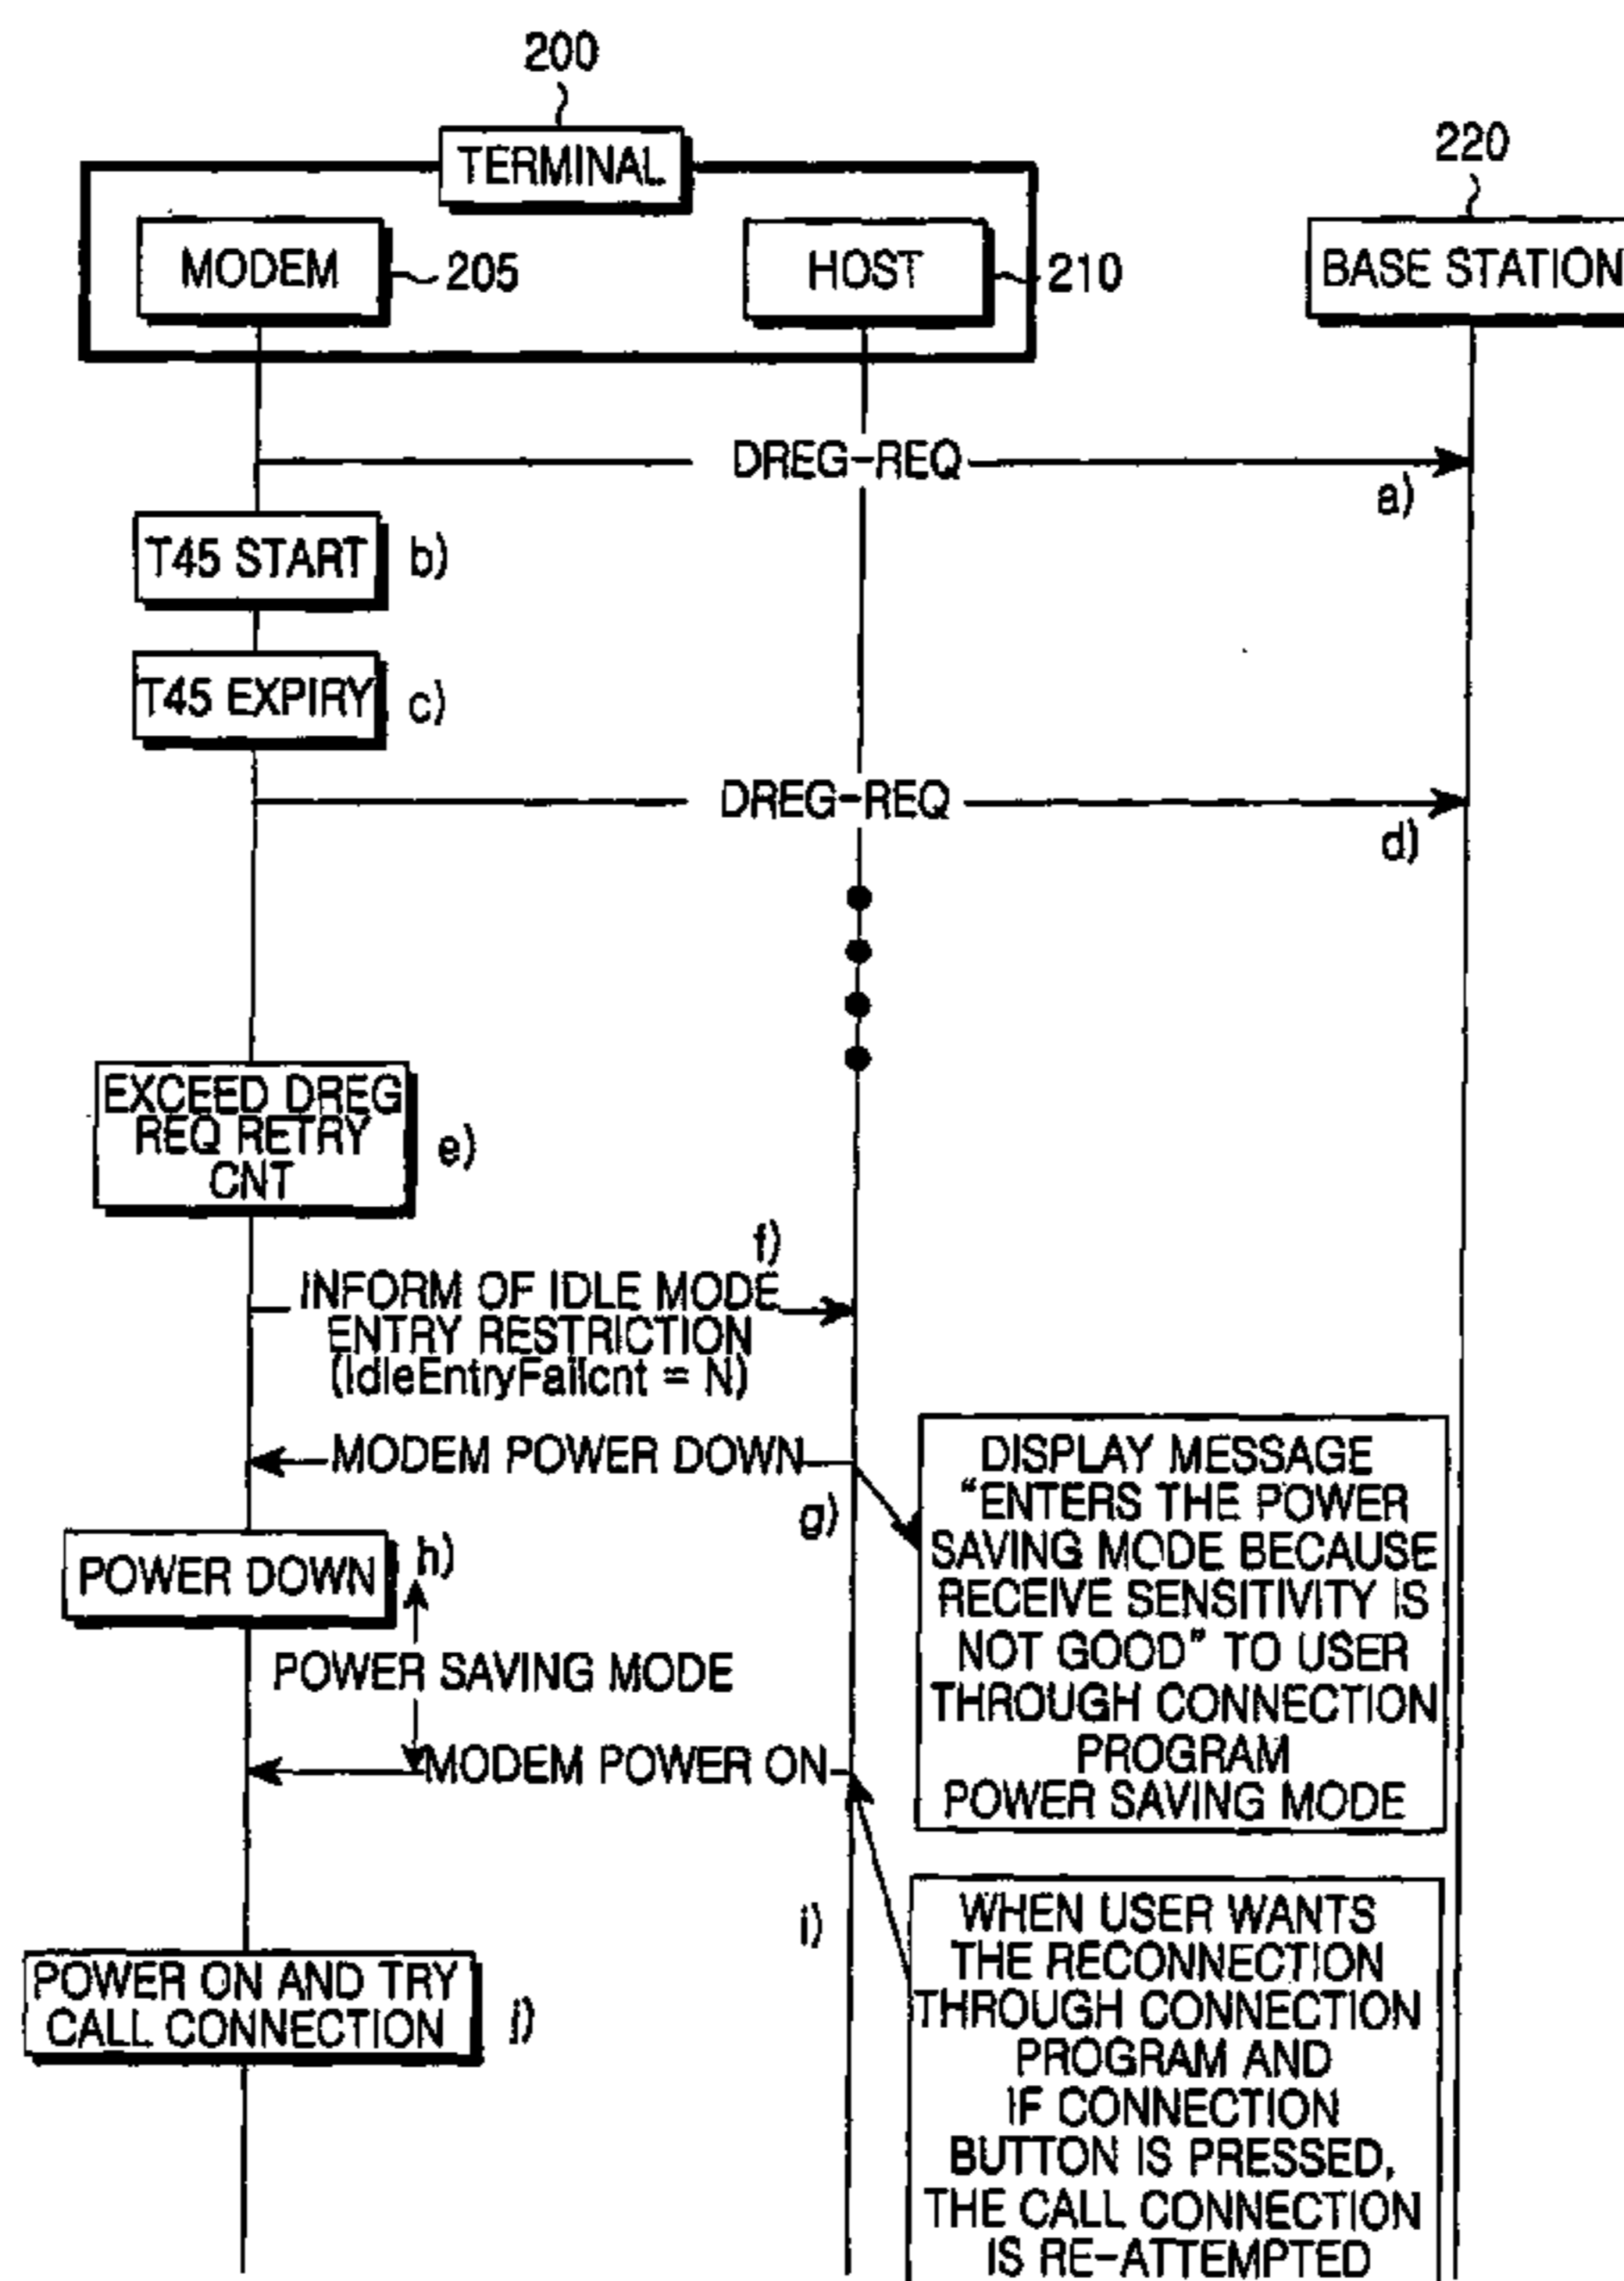 200
TERMINAL
220
MODEM
205
HOST
210
BASE STATION
DREG-REQ
a)
T45 START
b)
T45 EXPIRY
c)
DREG-REQ
d)
EXCEED DREG
REQ RETRY
CNT
e)
f)
INFORM OF IDLE MODE
ENTRY RESTRICTION
(IdleEntryFailcnt = N)
MODEM POWER DOWN
g)
DISPLAY MESSAGE
"ENTERS THE POWER
SAVING MODE BECAUSE
RECEIVE SENSITIVITY IS
NOT GOOD" TO USER
THROUGH CONNECTION
PROGRAM
POWER SAVING MODE
POWER DOWN
h)
POWER SAVING MODE
MODEM POWER ON
i)
WHEN USER WANTS
THE RECONNECTION
THROUGH CONNECTION
PROGRAM AND
IF CONNECTION
BUTTON IS PRESSED,
THE CALL CONNECTION
IS RE-ATTEMPTED
POWER ON AND TRY
CALL CONNECTION
j)